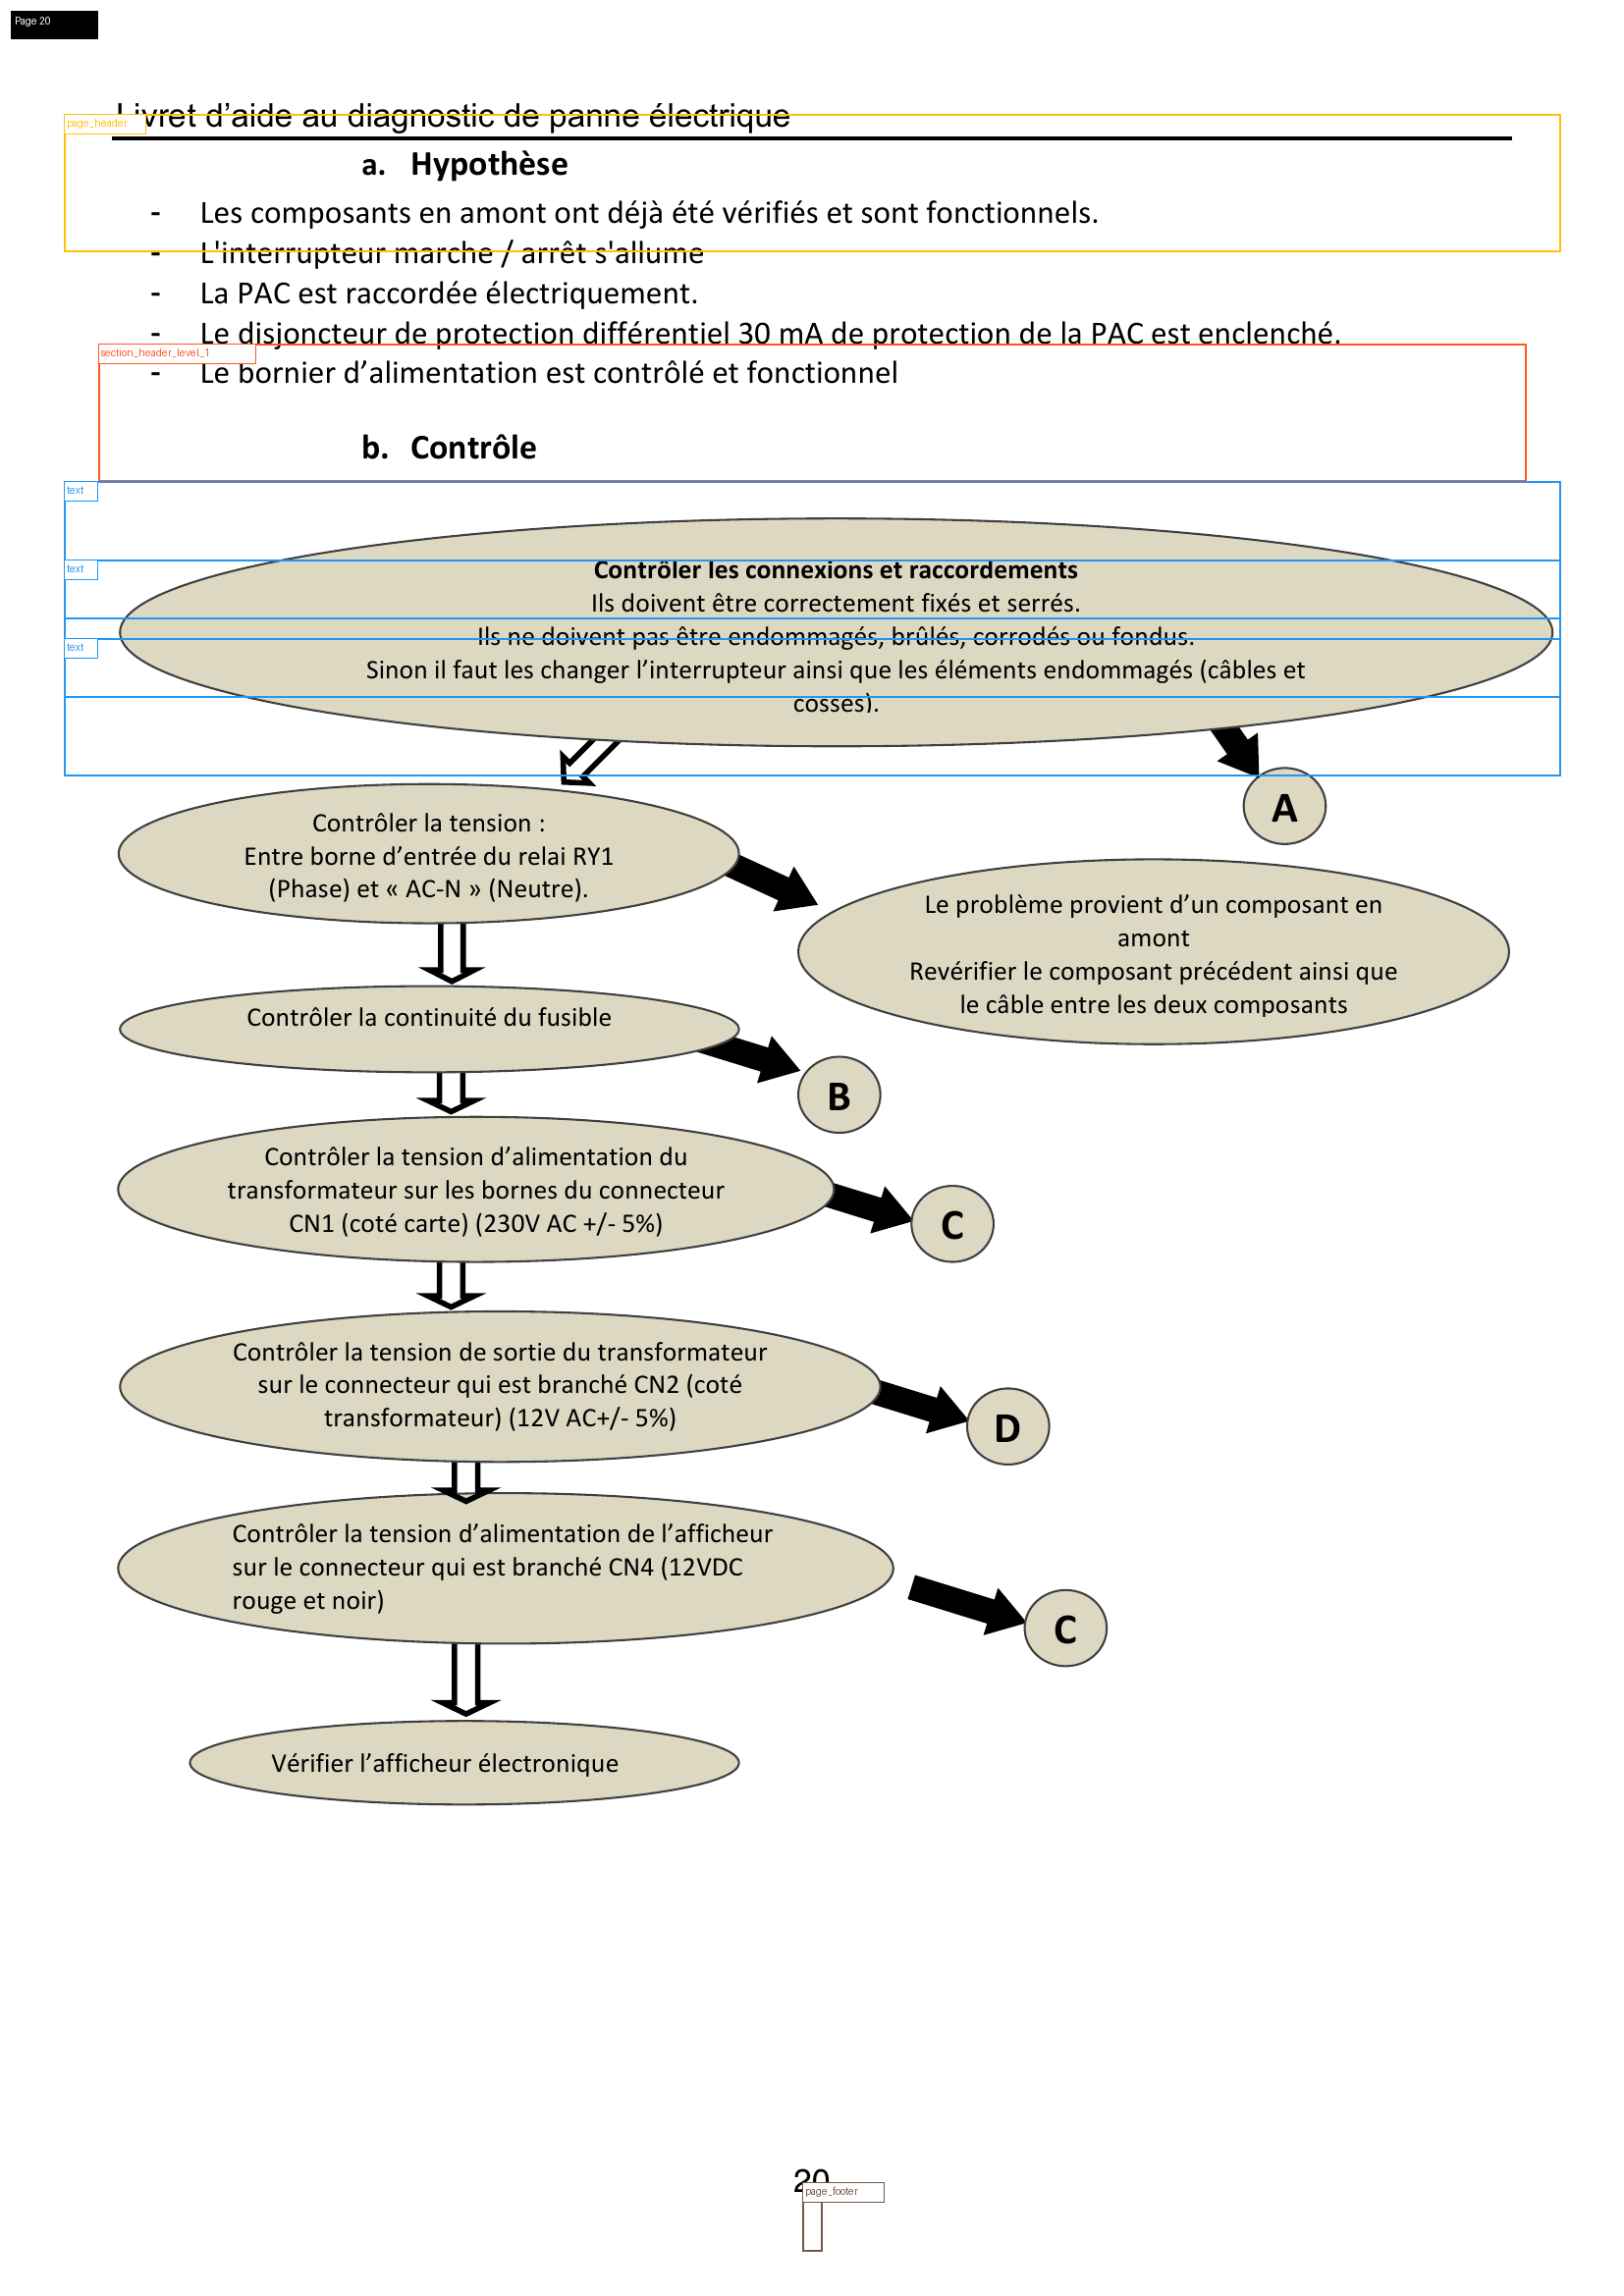 Page 20
Livret d’aide au diagnostic de panne électrique
page_header
a. Hypothèse
- Les composants en amont ont déjà été vérifiés et sont fonctionnels.
- L'interrupteur marche / arrêt s'allume
- La PAC est raccordée électriquement.
- Le disjoncteur de protection différentiel 30 mA de protection de la PAC est enclenché.
section_header_level_1
- Le bornier d’alimentation est contrôlé et fonctionnel
b. Contrôle
text
text
Contrôler les connexions et raccordements
Ils doivent être correctement fixés et serrés.
Ils ne doivent pas être endommagés, brûlés, corrodés ou fondus.
text
Sinon il faut les changer l’interrupteur ainsi que les éléments endommagés (câbles et
cosses).
A
Contrôler la tension :
Entre borne d’entrée du relai RY1
(Phase) et « AC-N » (Neutre).
Le problème provient d’un composant en
amont
Revérifier le composant précédent ainsi que
le câble entre les deux composants
Contrôler la continuité du fusible
B
Contrôler la tension d’alimentation du
transformateur sur les bornes du connecteur
CN1 (coté carte) (230V AC +/- 5%)
C
Contrôler la tension de sortie du transformateur
sur le connecteur qui est branché CN2 (coté
transformateur) (12V AC+/- 5%)
D
Contrôler la tension d’alimentation de l’afficheur
sur le connecteur qui est branché CN4 (12VDC
rouge et noir)
C
Vérifier l’afficheur électronique
20
page_footer